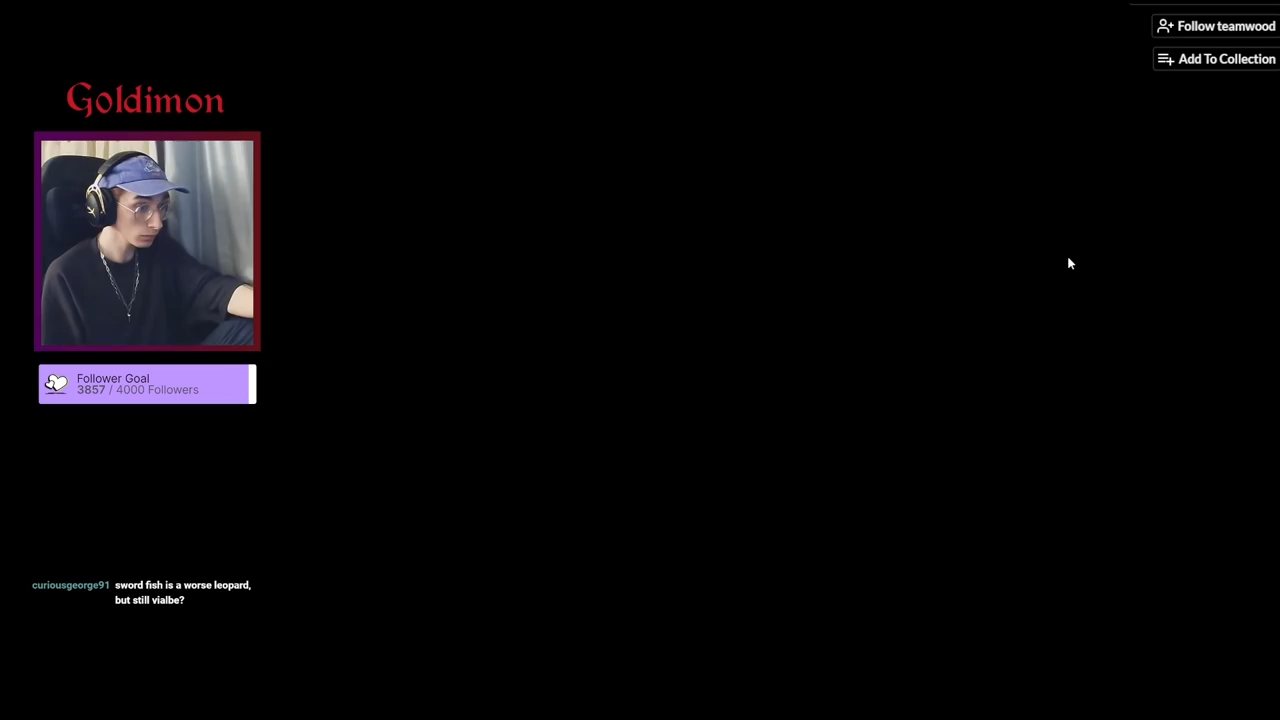 Follow teamwood
Add To Collection
Goldimon
Follower Goal
3857 / 4000 Followers
curiousgeorge91 sword fish is a worse leopard,
but still vialbe?